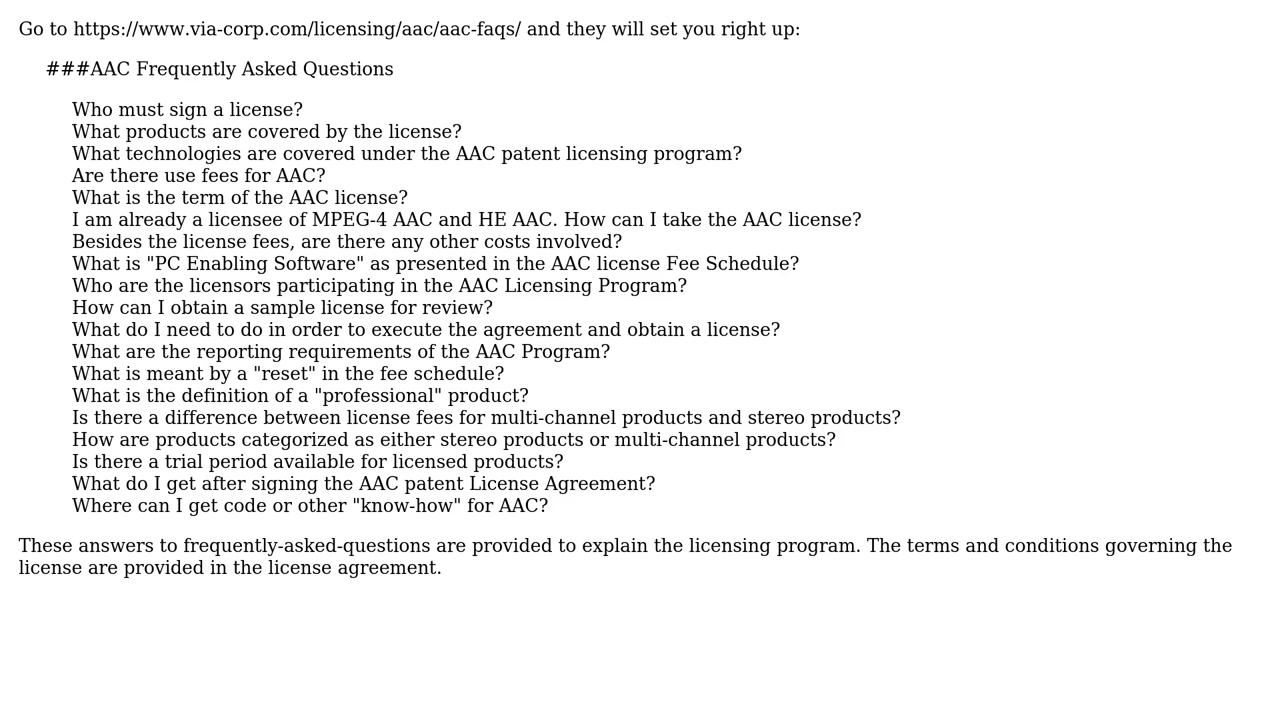 Go to https://www.via-corp.com/licensing/aac/aac-faqs/ and they will set you right up:
###AAC Frequently Asked Questions
Who must sign a license?
What products are covered by the license?
What technologies are covered under the AAC patent licensing program?
Are there use fees for AAC?
What is the term of the AAC license?
I am already a licensee of MPEG-4 AAC and HE AAC. How can I take the AAC license?
Besides the license fees, are there any other costs involved?
What is "PC Enabling Software" as presented in the AAC license Fee Schedule?
Who are the licensors participating in the AAC Licensing Program?
How can I obtain a sample license for review?
What do I need to do in order to execute the agreement and obtain a license?
What are the reporting requirements of the AAC Program?
What is meant by a "reset" in the fee schedule?
What is the definition of a "professional" product?
Is there a difference between license fees for multi-channel products and stereo products?
How are products categorized as either stereo products or multi-channel products?
Is there a trial period available for licensed products?
What do I get after signing the AAC patent License Agreement?
Where can I get code or other "know-how" for AAC?
These answers to frequently-asked-questions are provided to explain the licensing program. The terms and conditions governing the
license are provided in the license agreement.